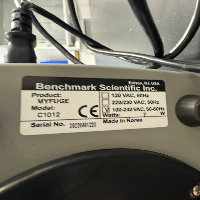 Benchmark Scientific Inc.
Edison, NJ, USA
Product: 120 VAC, 60Hz
MYFUGE 220/230 VAC, 50Hz
Model: 100-240 VAC, 50-60Hz
C1012 Watts: 7 W
Serial No. Made in Korea